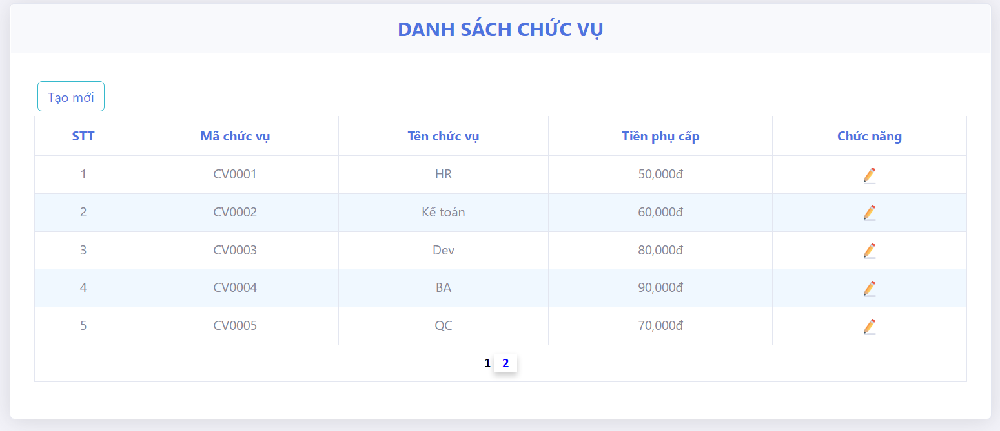 DANH SÁCH CHỨC VỤ
Tạo mới
STT Mã chức vụ Tên chức vụ Tiền phụ cấp Chức năng
1 CV0001 HR 50,000đ
2 CV0002 Kế toán 60,000đ
3 CV0003 Dev 80,000đ
4 CV0004 BA 90,000đ
5 CV0005 QC 70,000đ
1 2